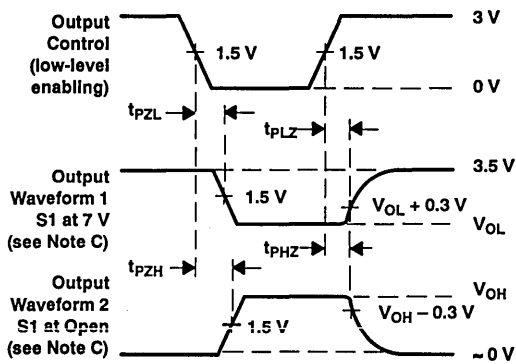 Output
Control
(low-level
enabling)
3 V
1.5 V
1.5 V
0 V
tPZL
tPLZ
Output
Waveform 1
S1 at 7 V
(see Note C)
3.5 V
1.5 V
VOL + 0.3 V
VOL
tPZH
tPHZ
Output
Waveform 2
S1 at Open
(see Note C)
VOH
VOH – 0.3 V
1.5 V
≈ 0 V